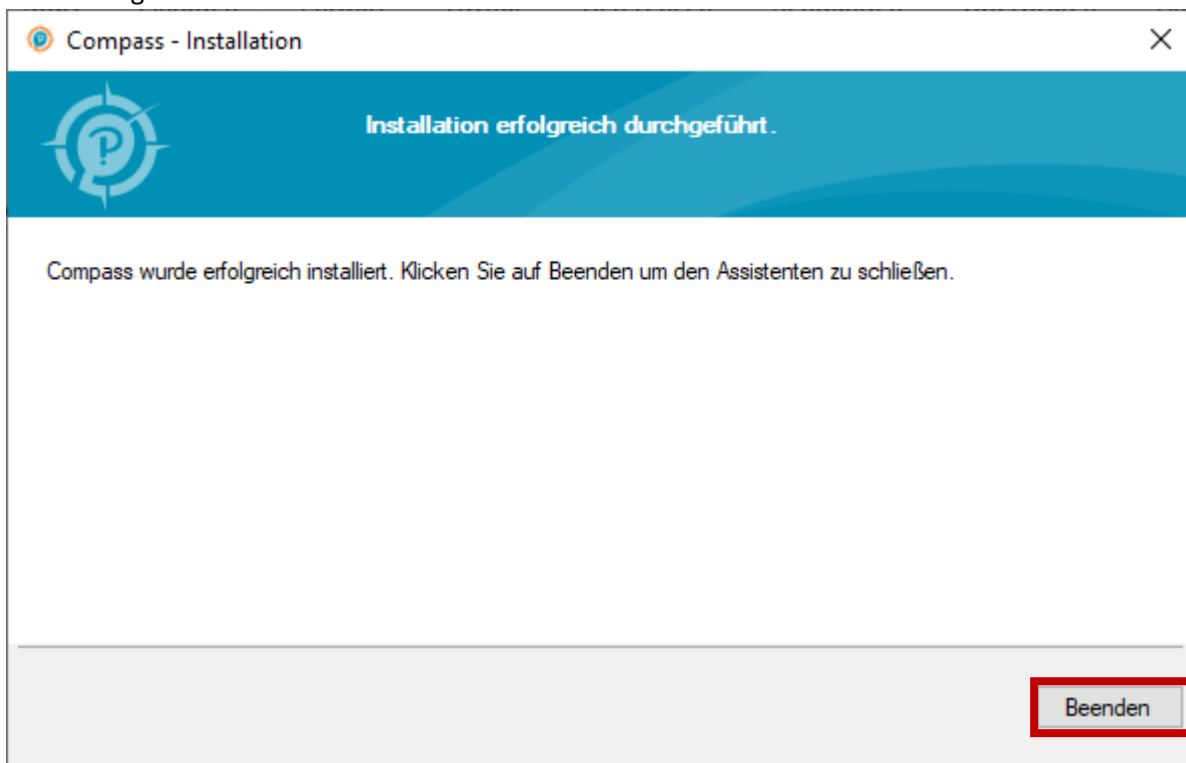 Compass - Installation
Installation erfolgreich durchgeführt.
Compass wurde erfolgreich installiert. Klicken Sie auf Beenden um den Assistenten zu schließen.
Beenden